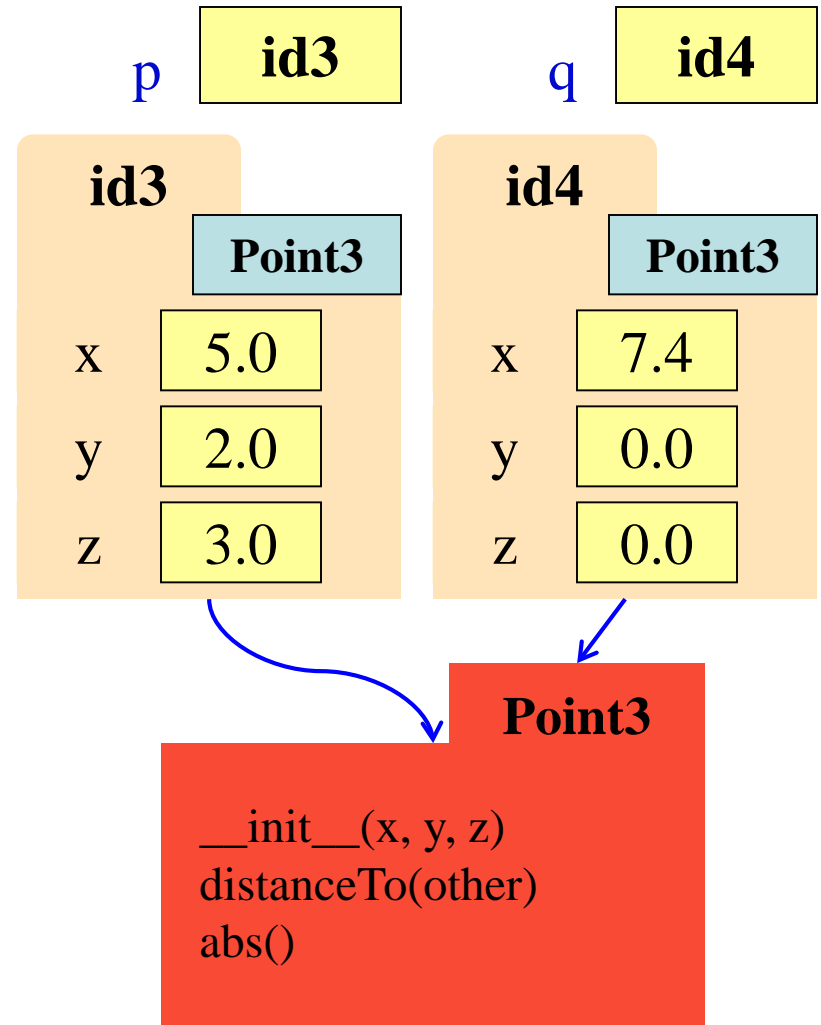 p id3
q id4
id3
Point3
x 5.0
y 2.0
z 3.0
id4
Point3
x 7.4
y 0.0
z 0.0
Point3
__init__(x, y, z)
distanceTo(other)
abs()